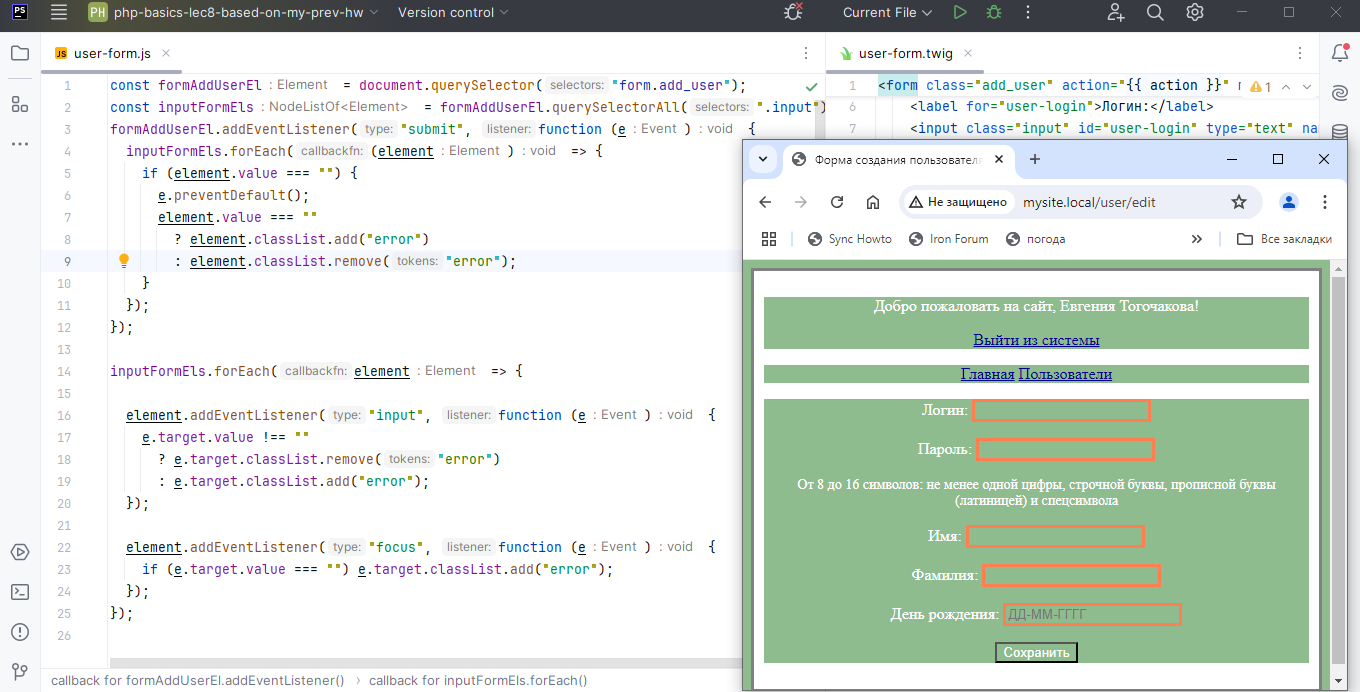 PS PH php-basics-lec8-based-on-my-prev-hw Version control Current File
JS user-form.js
user-form.twig
1 const formAddUserEl : Element = document.querySelector( selectors: "form.add_user");
2 const inputFormEls : NodeListOf<Element> = formAddUserEl.querySelectorAll( selectors: ".input")
3 formAddUserEl.addEventListener( type: "submit", listener: function (e : Event ) : void {
4 inputFormEls.forEach( callbackfn: (element : Element ) : void => {
5 if (element.value === "") {
6 e.preventDefault();
7 element.value === ""
8 ? element.classList.add("error")
9 : element.classList.remove( tokens: "error");
10 }
11 });
12 });
13
14 inputFormEls.forEach( callbackfn: element : Element => {
15
16 element.addEventListener( type: "input", listener: function (e : Event ) : void {
17 e.target.value !== ""
18 ? e.target.classList.remove( tokens: "error")
19 : e.target.classList.add("error");
20 });
21
22 element.addEventListener( type: "focus", listener: function (e : Event ) : void {
23 if (e.target.value === "") e.target.classList.add("error");
24 });
25 });
26
callback for formAddUserEl.addEventListener() › callback for inputFormEls.forEach()
1 <form class="add_user" action="{{ action }}" 1
6 <label for="user-login">Логин:</label>
7 <input class="input" id="user-login" type="text" na
Форма создания пользователя
Не защищено mysite.local/user/edit
Sync Howto Iron Forum погода » Все закладки
Добро пожаловать на сайт, Евгения Тогочакова!
Выйти из системы
Главная Пользователи
Логин:
Пароль:
От 8 до 16 символов: не менее одной цифры, строчной буквы, прописной буквы
(латиницей) и спецсимвола
Имя:
Фамилия:
День рождения: ДД-ММ-ГГГГ
Сохранить